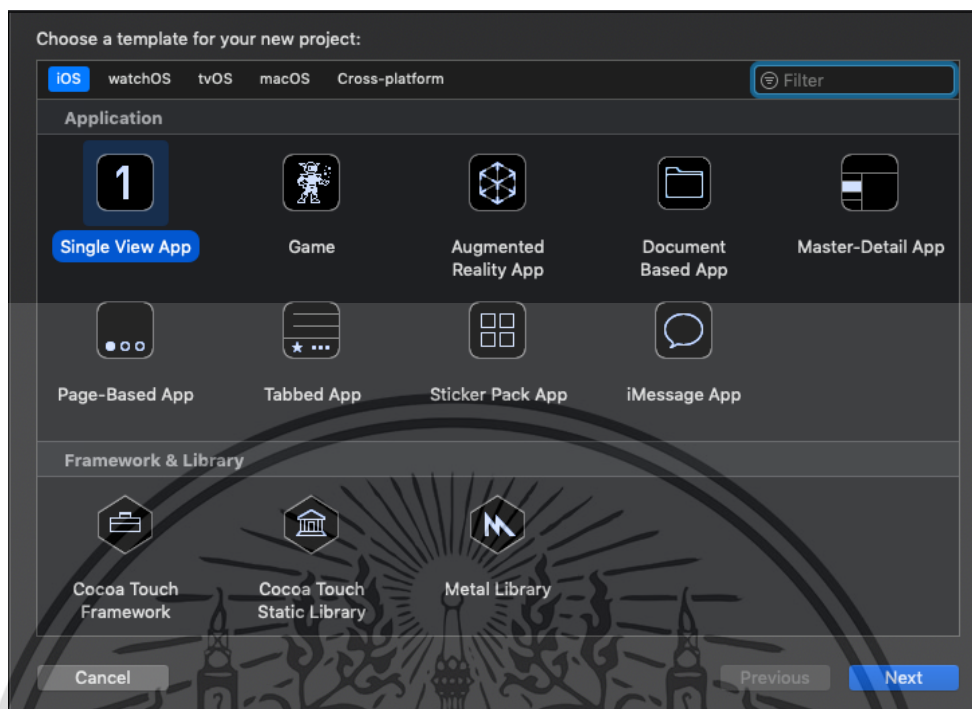 Choose a template for your new project:
iOS watchOS tvOS macOS Cross-platform Filter
Application
1
Single View App Game Augmented Reality App Document Based App Master-Detail App
Page-Based App Tabbed App Sticker Pack App iMessage App
Framework & Library
Cocoa Touch Framework Cocoa Touch Static Library Metal Library
Cancel Previous Next